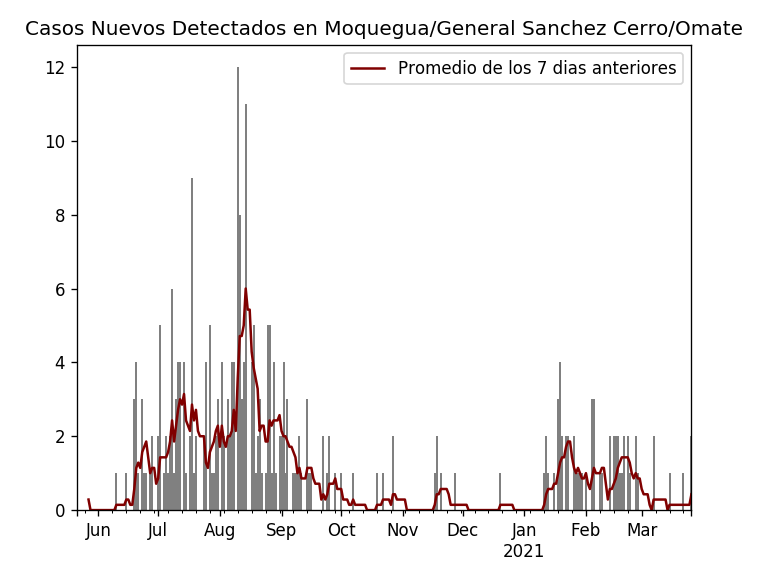 Casos Nuevos Detectados en Moquegua/General Sanchez Cerro/Omate
Promedio de los 7 dias anteriores
12
10
8
6
4
2
0
Jun Jul Aug Sep Oct Nov Dec Jan Feb Mar
2021